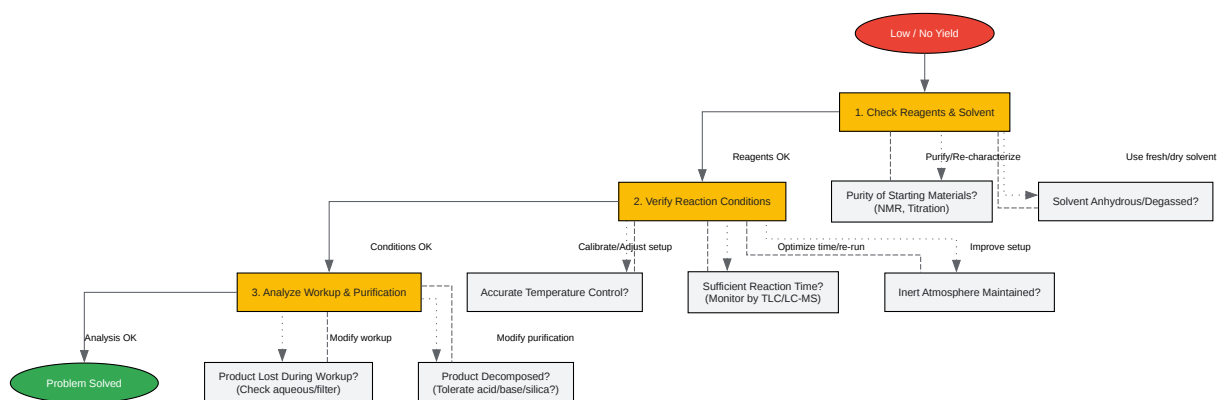 Low / No Yield
1. Check Reagents & Solvent
Reagents OK
Purify/Re-characterize
Use fresh/dry solvent
2. Verify Reaction Conditions
Purity of Starting Materials?
(NMR, Titration)
Solvent Anhydrous/Degassed?
Conditions OK
Calibrate/Adjust setup
Optimize time/re-run
Improve setup
3. Analyze Workup & Purification
Accurate Temperature Control?
Sufficient Reaction Time?
(Monitor by TLC/LC-MS)
Inert Atmosphere Maintained?
Analysis OK
Modify workup
Modify purification
Problem Solved
Product Lost During Workup?
(Check aqueous/filter)
Product Decomposed?
(Tolerate acid/base/silica?)